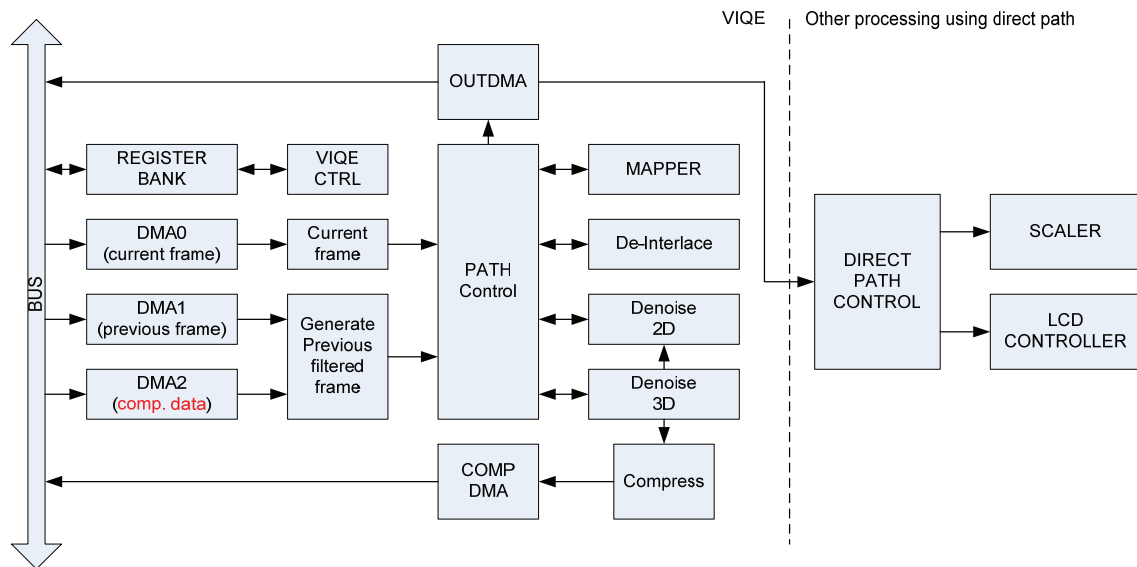 VIQE
Other processing using direct path
OUTDMA
REGISTER
BANK
VIQE
CTRL
MAPPER
DMA0
(current frame)
Current
frame
De-Interlace
SCALER
BUS
PATH
Control
DIRECT
PATH
CONTROL
DMA1
(previous frame)
Generate
Previous
filtered
frame
Denoise
2D
LCD
CONTROLLER
DMA2
(comp. data)
Denoise
3D
COMP
DMA
Compress